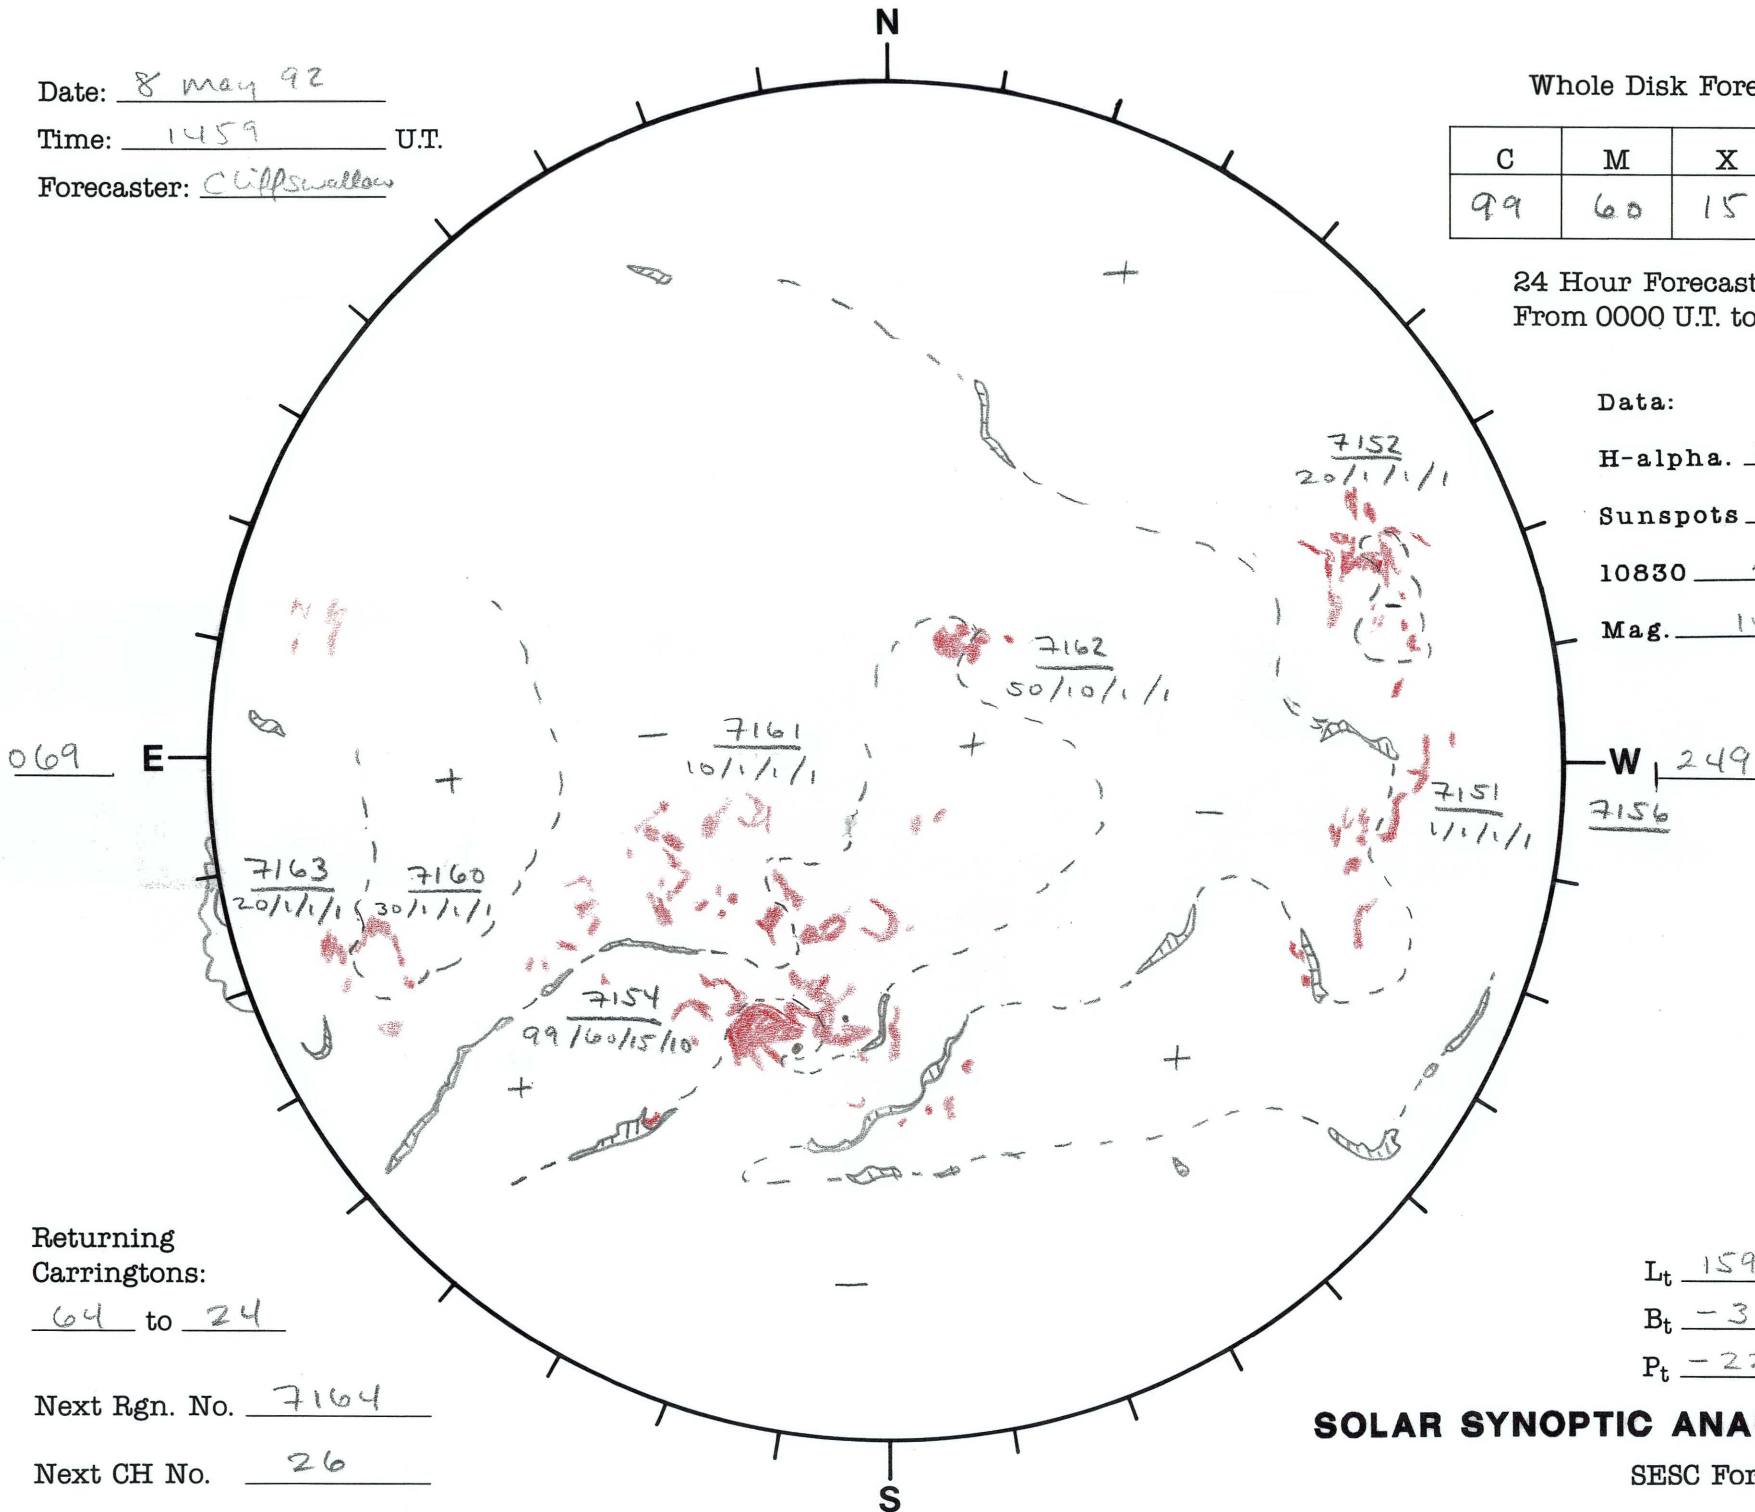 N
Date: 8 may 92
Time: 1459 U.T.
Forecaster: Cliffswallow
Whole Disk Fore
C M X
99 60 15
24 Hour Forecast
From 0000 U.T. to
Data:
H-alpha.
Sunspots
10830
Mag.
7152
20/1/1/1
7162
50/10/1/1
7161
10/1/1/1
069 E
W 249
7156
7151
1/1/1/1
7163
20/1/1/1
7160
30/1/1/1
7154
99/60/15/10
Returning
Carringtons:
64 to 24
Next Rgn. No. 7164
Next CH No. 26
Lt 159
Bt -3
Pt -22
SOLAR SYNOPTIC ANA
SESC For
S